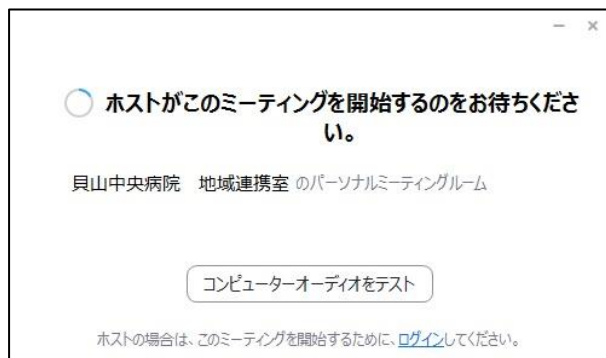 ホストがこのミーティングを開始するのをお待ちくださ
い。
貝山中央病院　地域連携室 のパーソナルミーティングルーム
コンピューターオーディオをテスト
ホストの場合は、このミーティングを開始するために、ログインしてください。